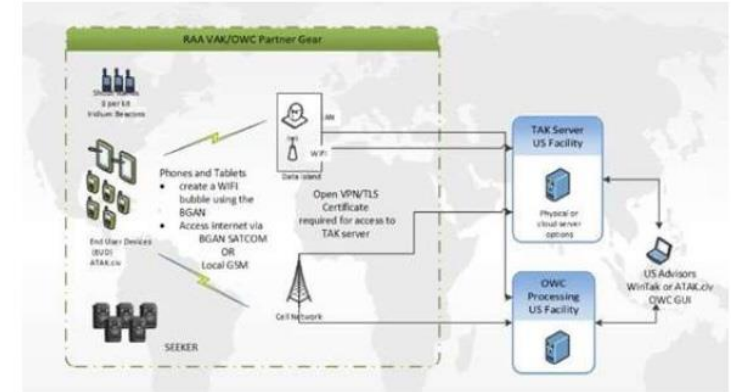 RAA VAK/OWC Partner Gear
3 per kit
Iridium Beacons
Phones and Tablets
• create a WIFI
bubble using the
BGAN
• Access internet via
BGAN SATCOM
OR
Local GSM
End User Devices
(EUD)
ATAK.civ
SEEKER
WIFI
Data Island
Open VPN/TLS
Certificate
required for access to
TAK server
Cell Network
TAK Server
US Facility
Physical or
cloud server
options
OWC
Processing
US Facility
US Advisors
WinTak or ATAK.civ
OWC GUI